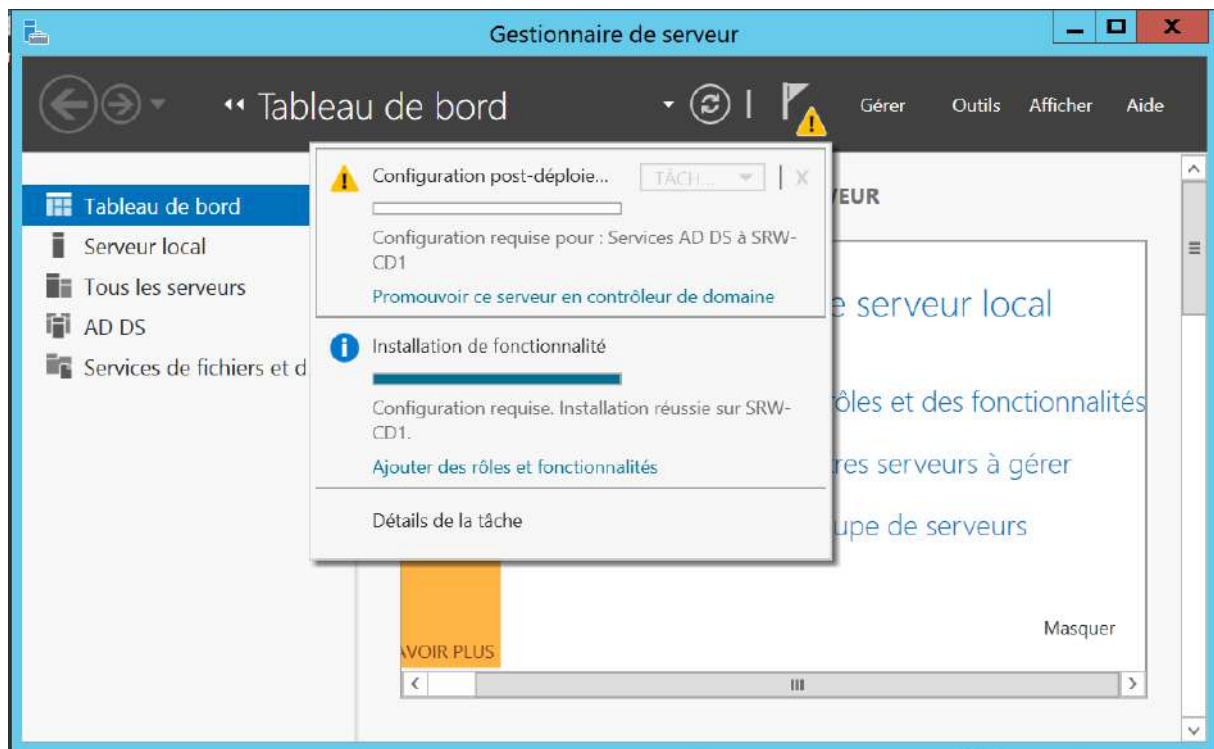 Gestionnaire de serveur
Tableau de bord
Gérer Outils Afficher Aide
Tableau de bord
Serveur local
Tous les serveurs
AD DS
Services de fichiers et d
Configuration post-déploie... TÂCH...
Configuration requise pour : Services AD DS à SRW-
CD1
Promouvoir ce serveur en contrôleur de domaine
Installation de fonctionnalité
Configuration requise. Installation réussie sur SRW-
CD1.
Ajouter des rôles et fonctionnalités
Détails de la tâche
EUR
e serveur local
ôles et des fonctionnalités
res serveurs à gérer
upe de serveurs
Masquer
AVOIR PLUS